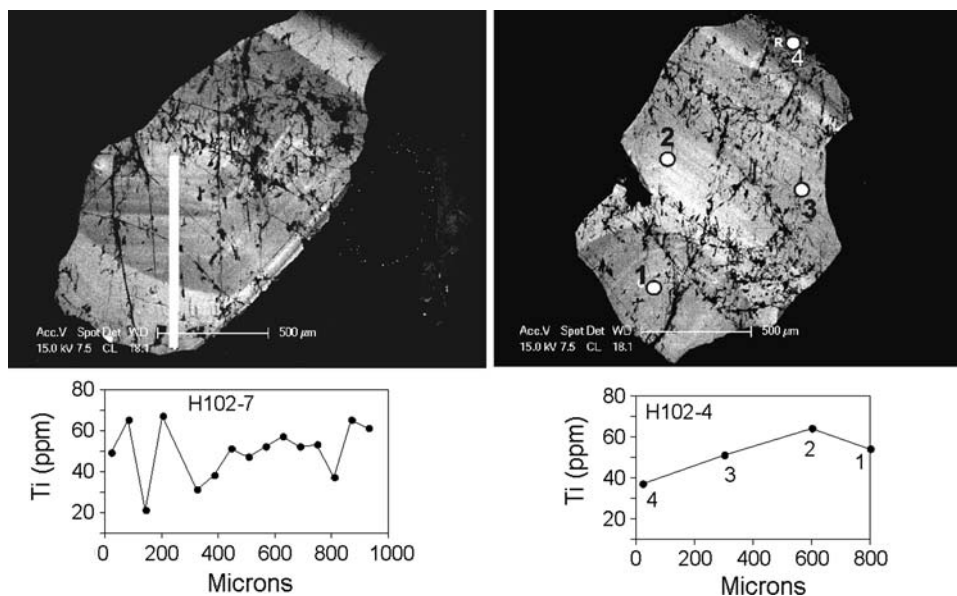 R
4
2
3
1
Acc.V Spot Det WD 500 µm
15.0 kV 7.5 CL 18.1
Acc.V Spot Det WD 500 µm
15.0 kV 7.5 CL 18.1
H102-7
Ti (ppm)
80
60
40
20
0 200 400 600 800 1000
Microns
H102-4
Ti (ppm)
80
60
40
20
4
3
2
1
0 200 400 600 800
Microns